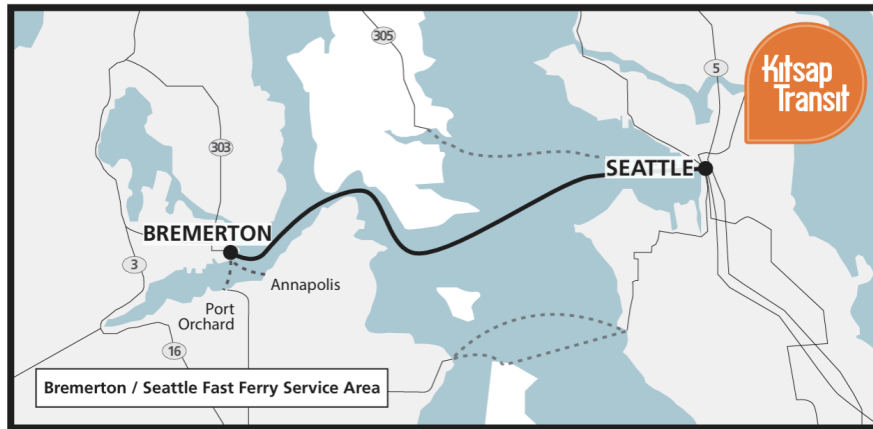 305
5
Kitsap
Transit
303
SEATTLE
BREMERTON
3
Annapolis
Port
Orchard
16
Bremerton / Seattle Fast Ferry Service Area